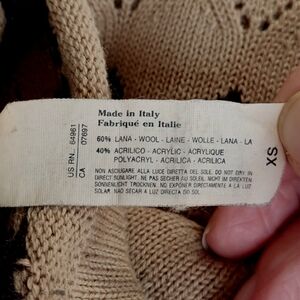 Made in Italy
Fabriqué en Italie
60% LANA - WOOL - LAINE - WOLLE - LANA - LA
40% ACRILICO - ACRYLIC - ACRYLIQUE
POLYACRYL - ACRILICA - ACRILICA
NON ASCIUGARE ALLA LUCE DIRETTA DEL SOLE. DO NOT DRY IN
DIRECT SUNLIGHT. NE PAS SECHER AU SOLEIL. NICHT IM DIREKTEN
SONNENLICHT TROCKNEN. NO EXPONER DIRECTAMENTE A LA LUZ
SOLAR. NÃO SECAR A LUZ DIRECTA DO SOL
US RN. 64961
CA 07697
XS